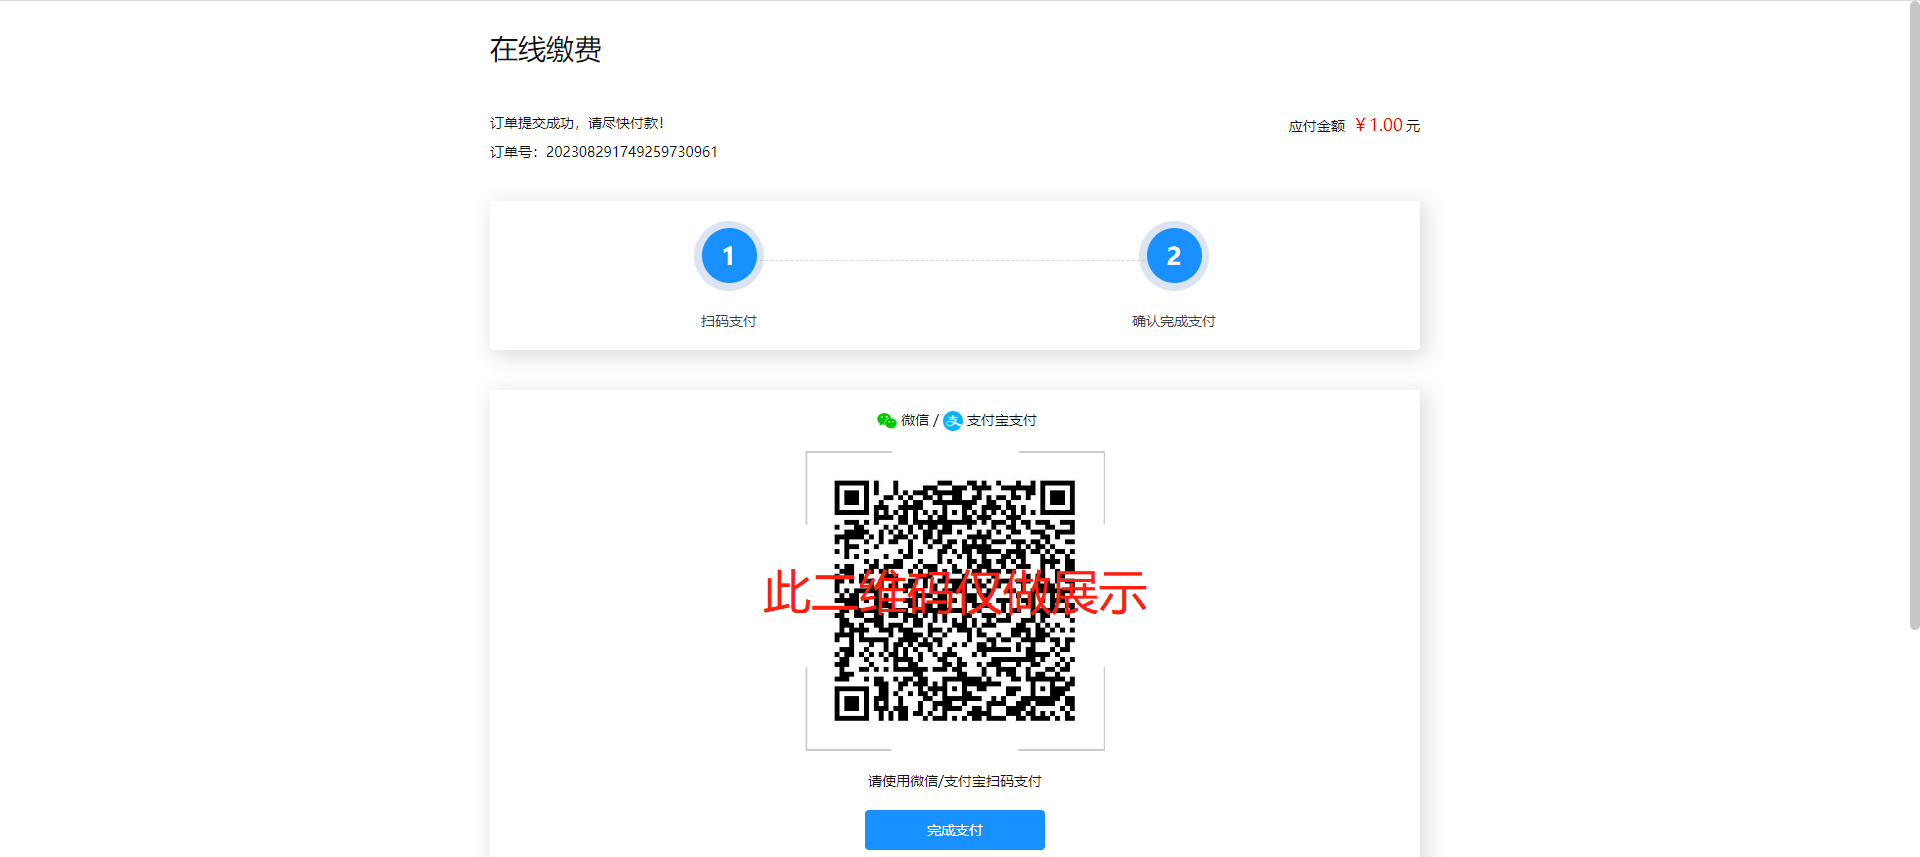 在线缴费
订单提交成功，请尽快付款！
应付金额 ￥1.00 元
订单号：202308291749259730961
1
2
扫码支付
确认完成支付
微信 / 支付宝支付
此二维码仅做展示
请使用微信/支付宝扫码支付
完成支付